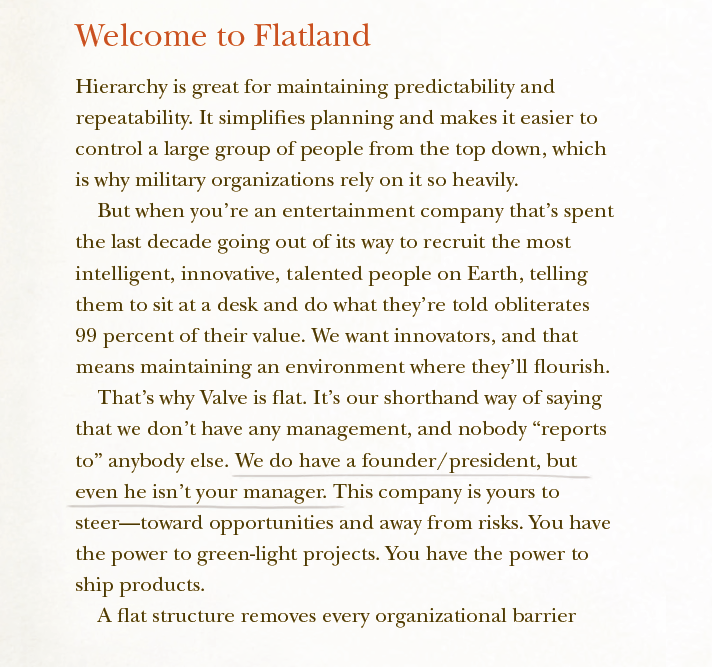 Welcome to Flatland
Hierarchy is great for maintaining predictability and
repeatability. It simplifies planning and makes it easier to
control a large group of people from the top down, which
is why military organizations rely on it so heavily.
But when you’re an entertainment company that’s spent
the last decade going out of its way to recruit the most
intelligent, innovative, talented people on Earth, telling
them to sit at a desk and do what they’re told obliterates
99 percent of their value. We want innovators, and that
means maintaining an environment where they’ll flourish.
That’s why Valve is flat. It’s our shorthand way of saying
that we don’t have any management, and nobody “reports
to” anybody else. We do have a founder/president, but
even he isn’t your manager. This company is yours to
steer—toward opportunities and away from risks. You have
the power to green-light projects. You have the power to
ship products.
A flat structure removes every organizational barrier